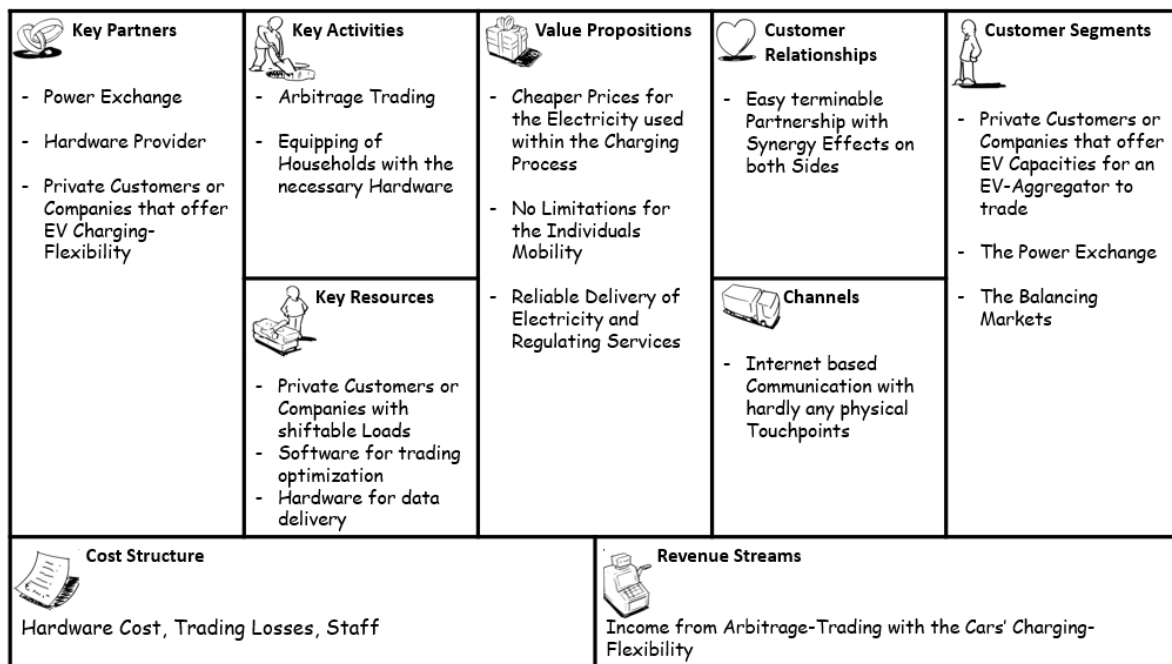 Key Partners
- Power Exchange
- Hardware Provider
- Private Customers or
Companies that offer
EV Charging-
Flexibility
Key Activities
- Arbitrage Trading
- Equipping of
Households with the
necessary Hardware
Key Resources
- Private Customers or
Companies with
shiftable Loads
- Software for trading
optimization
- Hardware for data
delivery
Value Propositions
- Cheaper Prices for
the Electricity used
within the Charging
Process
- No Limitations for
the Individuals
Mobility
- Reliable Delivery of
Electricity and
Regulating Services
Customer
Relationships
- Easy terminable
Partnership with
Synergy Effects on
both Sides
Channels
- Internet based
Communication with
hardly any physical
Touchpoints
Customer Segments
- Private Customers or
Companies that offer
EV Capacities for an
EV-Aggregator to
trade
- The Power Exchange
- The Balancing
Markets
Cost Structure
Hardware Cost, Trading Losses, Staff
Revenue Streams
Income from Arbitrage-Trading with the Cars' Charging-
Flexibility